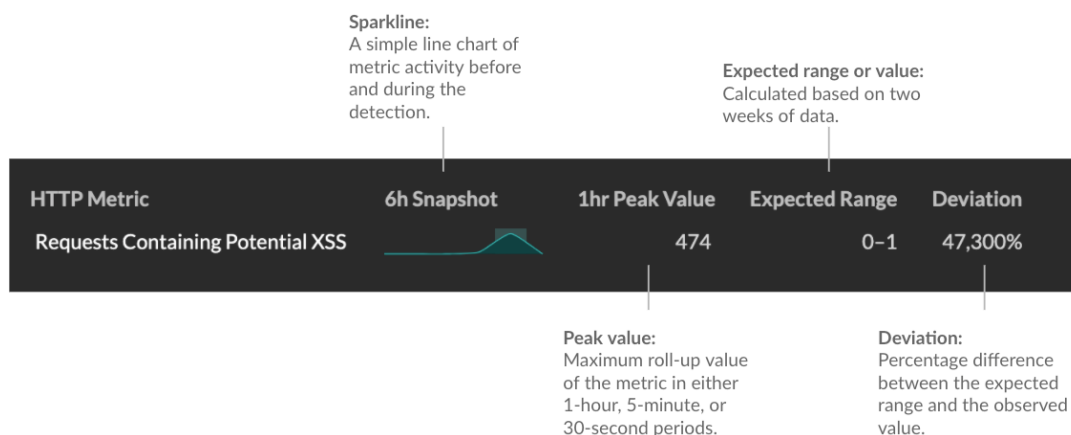 Sparkline:
A simple line chart of
metric activity before
and during the
detection.
Expected range or value:
Calculated based on two
weeks of data.
HTTP Metric 6h Snapshot 1hr Peak Value Expected Range Deviation
Requests Containing Potential XSS 474 0–1 47,300%
Peak value:
Maximum roll-up value
of the metric in either
1-hour, 5-minute, or
30-second periods.
Deviation:
Percentage difference
between the expected
range and the observed
value.